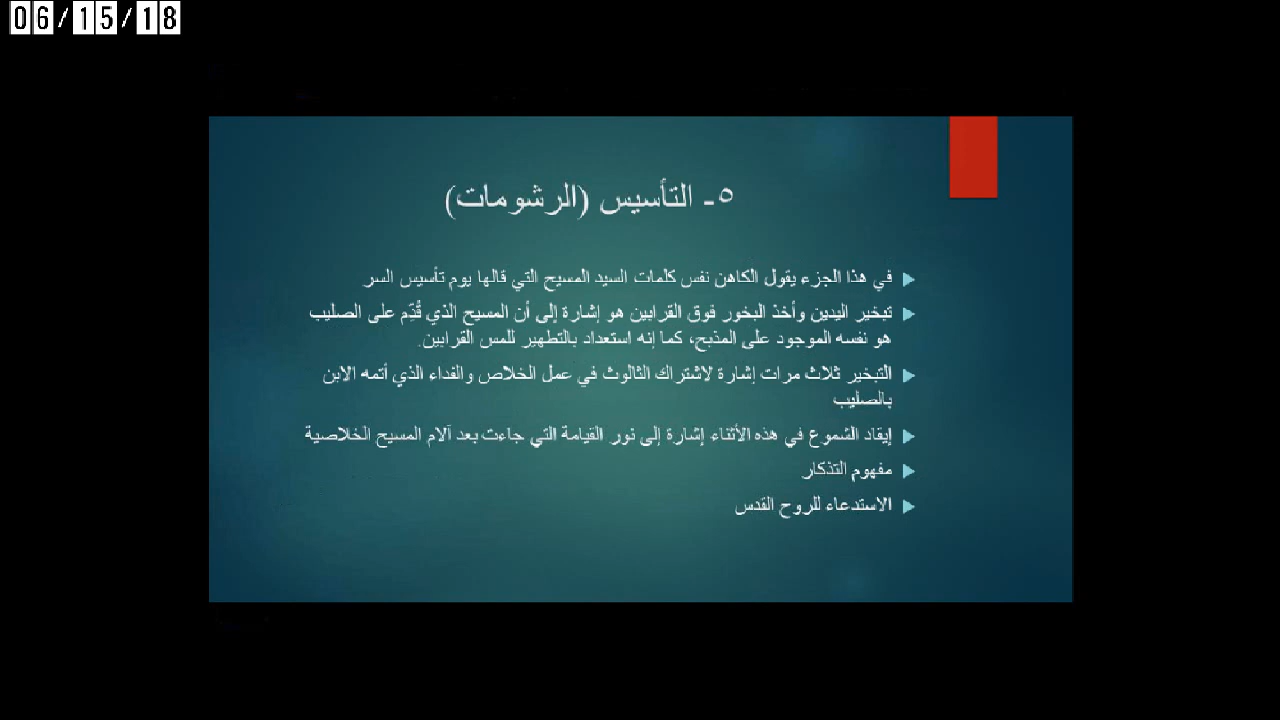 06/15/18
٥- التأسيس (الرشومات)
في هذا الجزء يقول الكاهن نفس كلمات السيد المسيح التي قالها يوم تأسيس السر
تبخير اليدين وأخذ البخور فوق القرابين هو إشارة إلى أن المسيح الذي قُدِّم على الصليب
هو نفسه الموجود على المذبح، كما إنه استعداد بالتطهير للمس القرابين.
التبخير ثلاث مرات إشارة لاشتراك الثالوث في عمل الخلاص والفداء الذي أتمه الابن
بالصليب
إيقاد الشموع في هذه الأثناء إشارة إلى نور القيامة التي جاءت بعد آلام المسيح الخلاصية
مفهوم التذكار
الاستدعاء للروح القدس